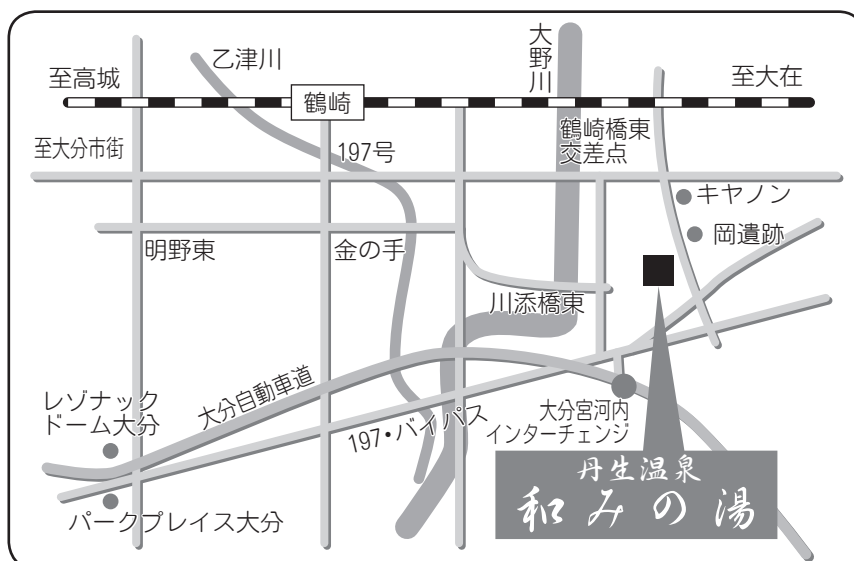 乙津川
大野川
至高城
至大在
鶴崎
鶴崎橋東
交差点
至大分市街
197号
キヤノン
岡遺跡
明野東
金の手
川添橋東
大分自動車道
レゾナック
ドーム大分
197・バイパス
大分宮河内
インターチェンジ
パークプレイス大分
丹生温泉
和みの湯